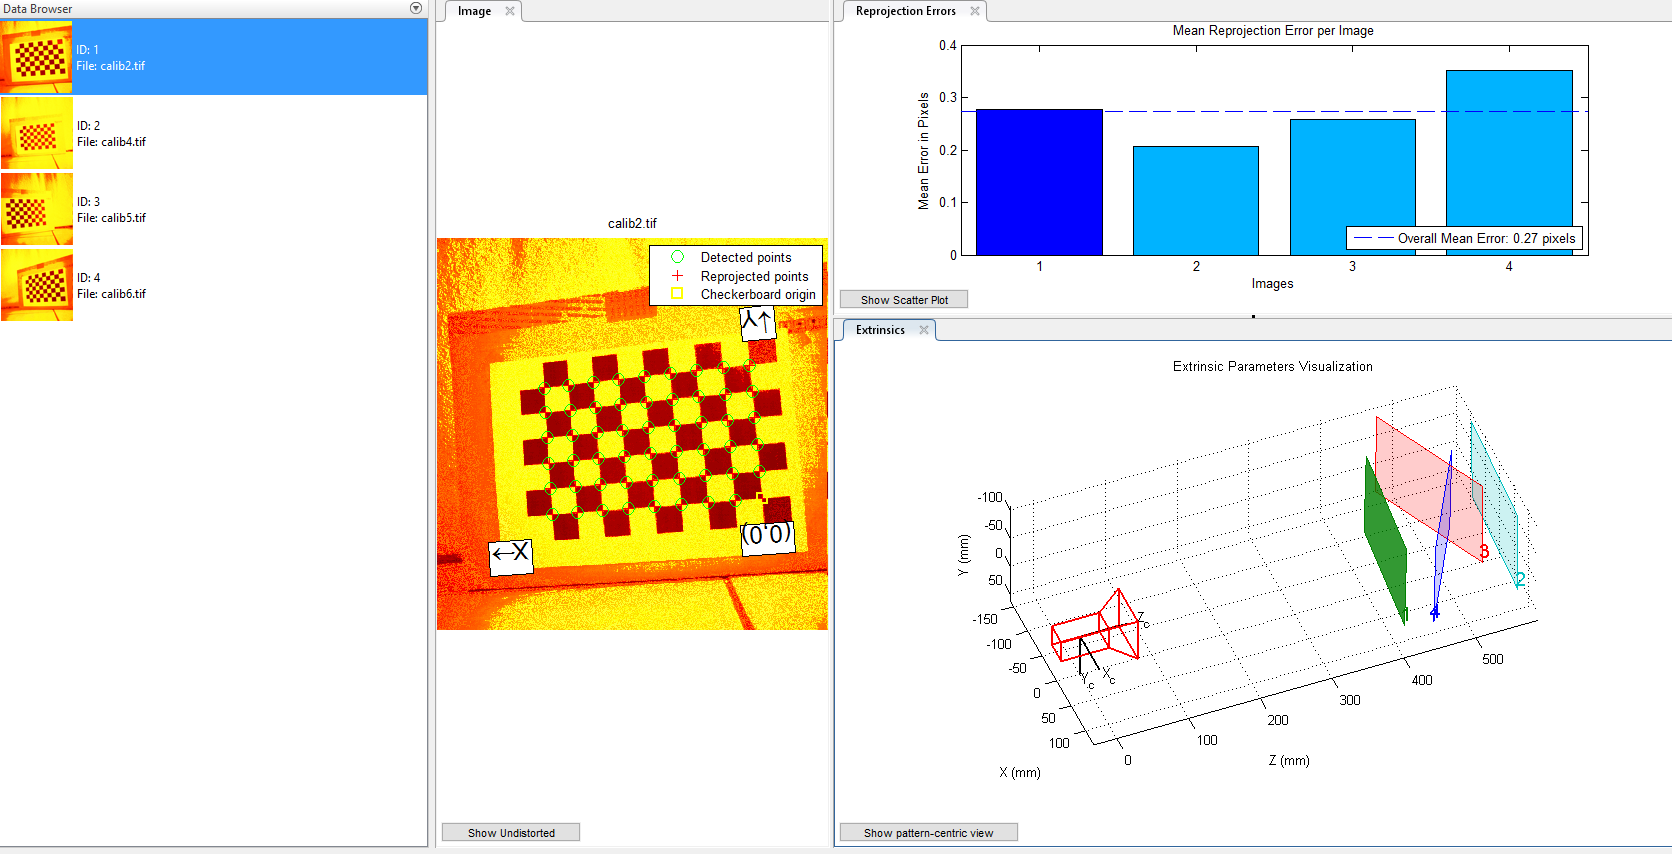 Data Browser
ID: 1
File: calib2.tif
ID: 2
File: calib4.tif
ID: 3
File: calib5.tif
ID: 4
File: calib6.tif
Image
calib2.tif
Detected points
Reprojected points
Checkerboard origin
Y→
←X
(0,0)
Show Undistorted
Reprojection Errors
Mean Reprojection Error per Image
Mean Error in Pixels
0.4
0.3
0.2
0.1
0
1 2 3 4
Images
Overall Mean Error: 0.27 pixels
Show Scatter Plot
Extrinsics
Extrinsic Parameters Visualization
Y (mm)
-100
-50
0
50
-150
-100
-50
0
50
100
X (mm)
0
100
200
300
400
500
Z (mm)
Zc
Xc
Yc
1
4
3
2
Show pattern-centric view